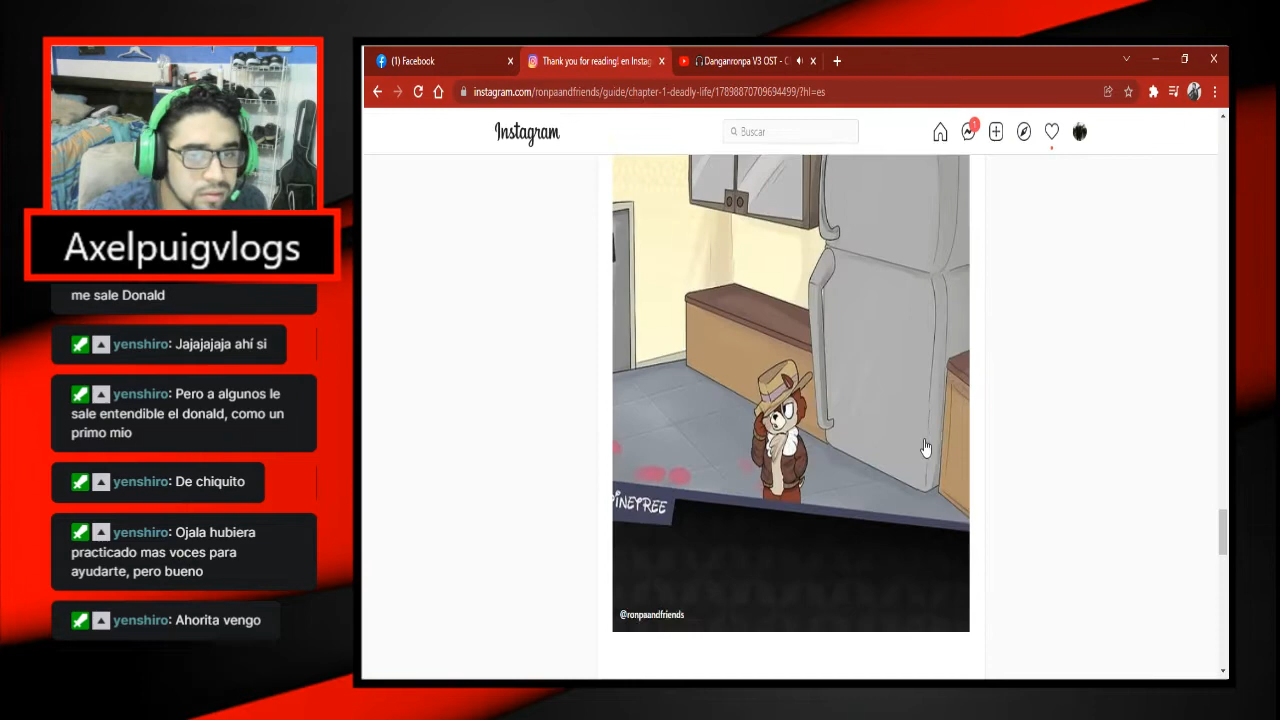 (1) Facebook
Thank you for reading! en Instag
Danganronpa V3 OST - C
instagram.com/ronpaandfriends/guide/chapter-1-deadly-life/17898870709694499/?hl=es
Instagram
Buscar
1
Axelpuigvlogs
me sale Donald
yenshiro: Jajajajaja ahí si
yenshiro: Pero a algunos le
sale entendible el donald, como un
primo mio
yenshiro: De chiquito
yenshiro: Ojala hubiera
practicado mas voces para
ayudarte, pero bueno
yenshiro: Ahorita vengo
PINETREE
@ronpaandfriends